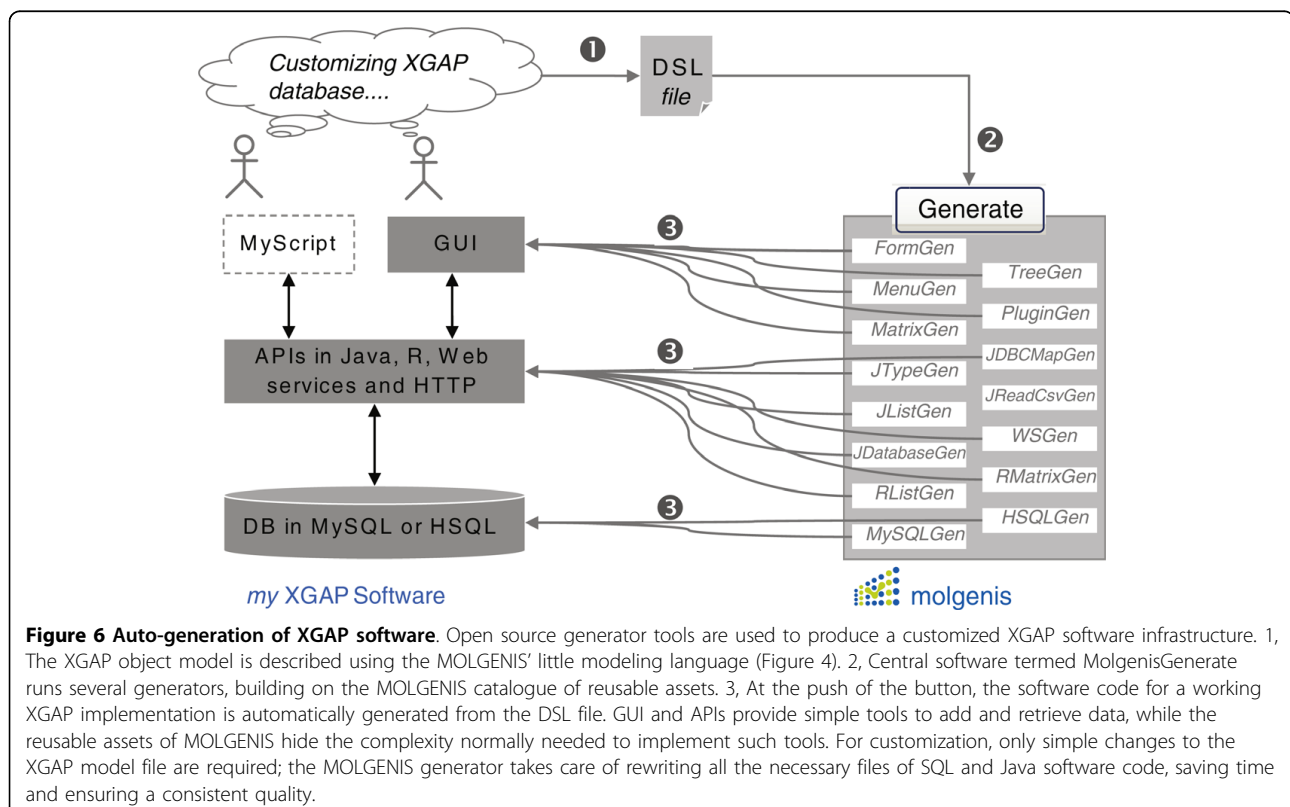 Customizing XGAP
database....
1
DSL
file
2
Generate
MyScript
GUI
3
FormGen
TreeGen
MenuGen
PluginGen
MatrixGen
APIs in Java, R, Web
services and HTTP
3
JDBCMapGen
JTypeGen
JReadCsvGen
JListGen
WSGen
JDatabaseGen
RMatrixGen
RListGen
DB in MySQL or HSQL
3
HSQLGen
MySQLGen
my XGAP Software
molgenis
Figure 6 Auto-generation of XGAP software. Open source generator tools are used to produce a customized XGAP software infrastructure. 1,
The XGAP object model is described using the MOLGENIS’ little modeling language (Figure 4). 2, Central software termed MolgenisGenerate
runs several generators, building on the MOLGENIS catalogue of reusable assets. 3, At the push of the button, the software code for a working
XGAP implementation is automatically generated from the DSL file. GUI and APIs provide simple tools to add and retrieve data, while the
reusable assets of MOLGENIS hide the complexity normally needed to implement such tools. For customization, only simple changes to the
XGAP model file are required; the MOLGENIS generator takes care of rewriting all the necessary files of SQL and Java software code, saving time
and ensuring a consistent quality.